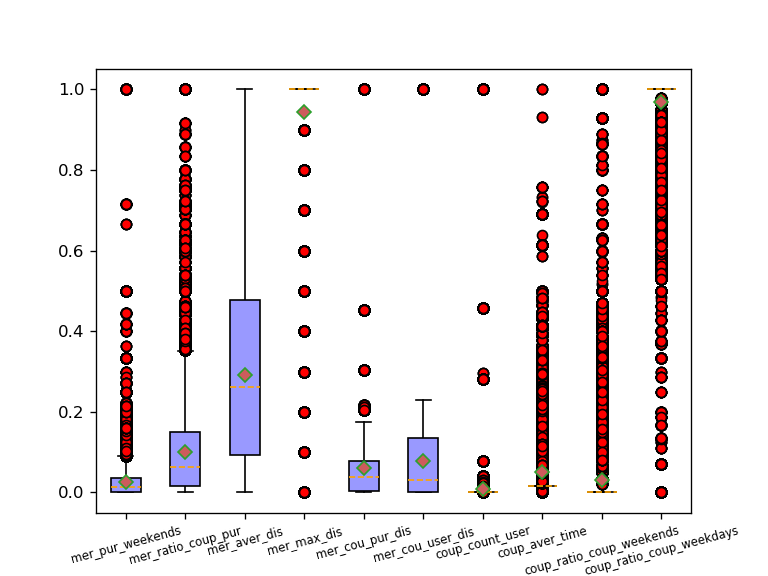 1.0
0.8
0.6
0.4
0.2
0.0
mer_pur_weekends
mer_ratio_coup_pur
mer_aver_dis
mer_max_dis
mer_cou_pur_dis
mer_cou_user_dis
coup_count_user
coup_aver_time
coup_ratio_coup_weekends
coup_ratio_coup_weekdays